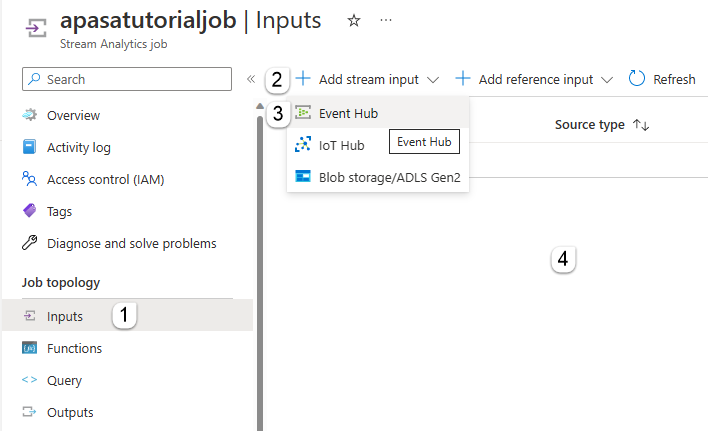 apasatutorialjob | Inputs
Stream Analytics job
Search
«
2
Add stream input
Add reference input
Refresh
Overview
Activity log
Access control (IAM)
Tags
Diagnose and solve problems
Job topology
Inputs
1
Functions
Query
Outputs
3
Event Hub
IoT Hub
Event Hub
Blob storage/ADLS Gen2
Source type ↑↓
4